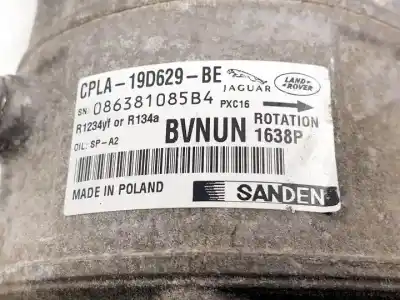 CPLA-19D629-BE
JAGUAR
LAND ROVER
SN: 086381085B4
PXC16
R1234yf or R134a
OIL: SP-A2
BVNUN
ROTATION
1638P
MADE IN POLAND
SANDEN